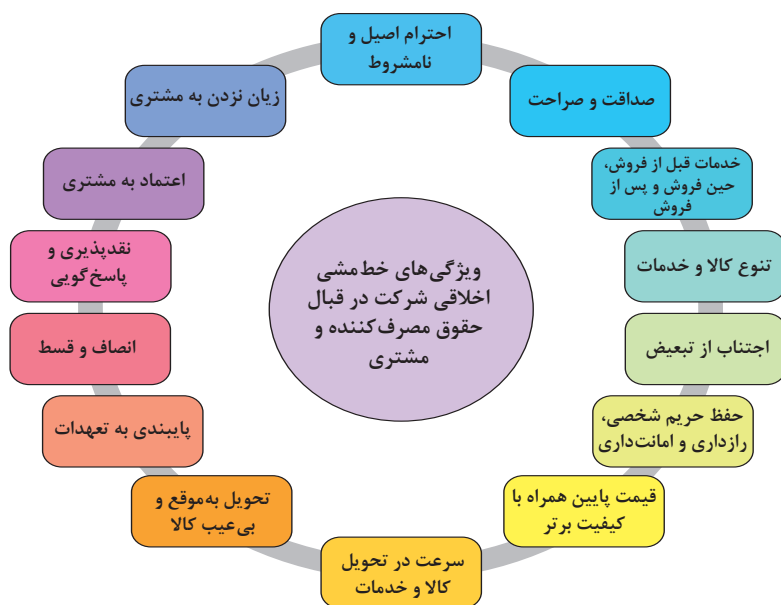 ویژگی‌های خط‌مشی
اخلاقی شرکت در قبال
حقوق مصرف‌کننده و
مشتری
احترام اصیل و
نامشروط
صداقت و صراحت
خدمات قبل از فروش،
حین فروش و پس از
فروش
تنوع کالا و خدمات
اجتناب از تبعیض
حفظ حریم شخصی،
رازداری و امانت‌داری
قیمت پایین همراه با
کیفیت برتر
سرعت در تحویل
کالا و خدمات
تحویل به‌موقع و
بی‌عیب کالا
پایبندی به تعهدات
انصاف و قسط
نقدپذیری و
پاسخ‌گویی
اعتماد به مشتری
زیان نزدن به مشتری